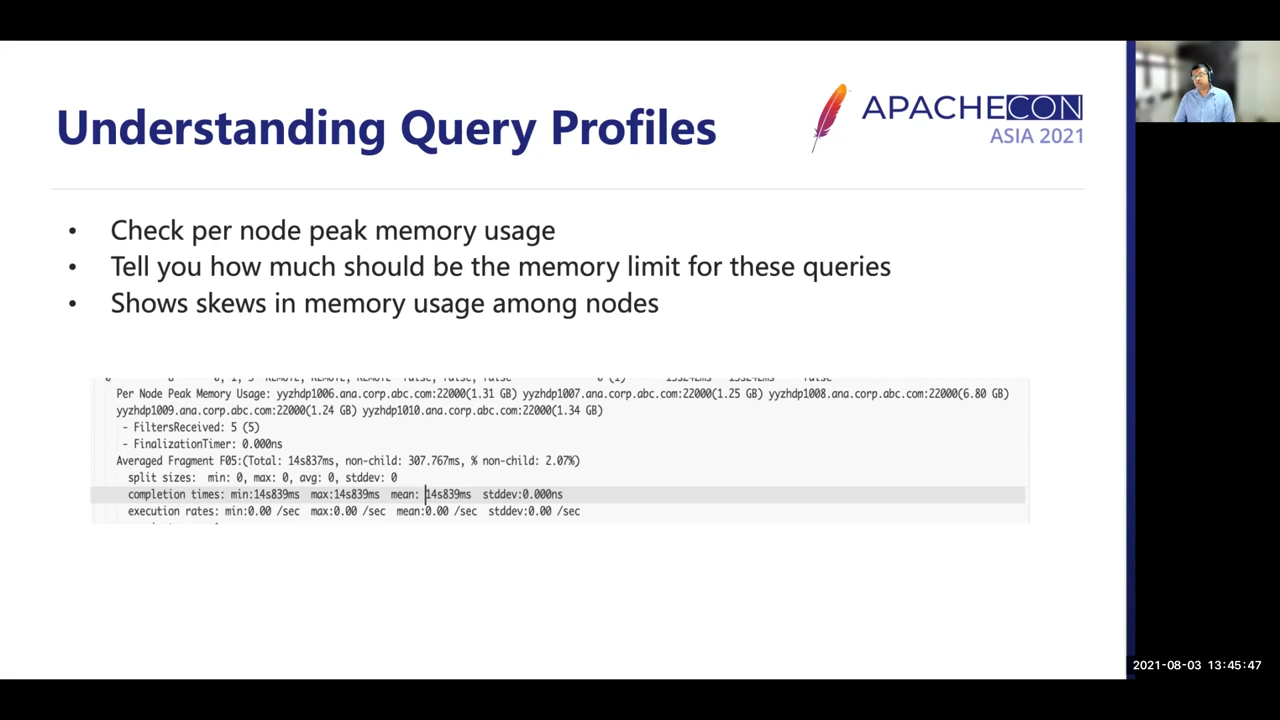 Understanding Query Profiles
APACHECON
ASIA 2021
• Check per node peak memory usage
• Tell you how much should be the memory limit for these queries
• Shows skews in memory usage among nodes
Per Node Peak Memory Usage: yyzhdp1006.ana.corp.abc.com:22000(1.31 GB) yyzhdp1007.ana.corp.abc.com:22000(1.25 GB) yyzhdp1008.ana.corp.abc.com:22000(6.80 GB)
yyzhdp1009.ana.corp.abc.com:22000(1.24 GB) yyzhdp1010.ana.corp.abc.com:22000(1.34 GB)
- FiltersReceived: 5 (5)
- FinalizationTimer: 0.000ns
Averaged Fragment F05:(Total: 14s837ms, non-child: 307.767ms, % non-child: 2.07%)
split sizes: min: 0, max: 0, avg: 0, stddev: 0
completion times: min:14s839ms max:14s839ms mean: 14s839ms stddev:0.000ns
execution rates: min:0.00 /sec max:0.00 /sec mean:0.00 /sec stddev:0.00 /sec
2021-08-03 13:45:47